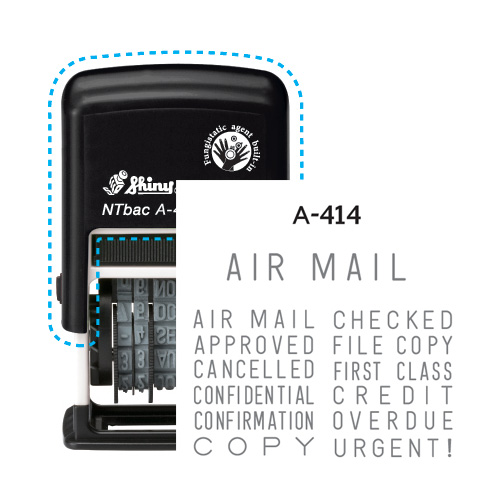 Fungistatic agent built-in
Shiny
NTbac A-4
A-414
AIR MAIL
AIR MAIL
APPROVED
CANCELLED
CONFIDENTIAL
CONFIRMATION
COPY
CHECKED
FILE COPY
FIRST CLASS
CREDIT
OVERDUE
URGENT!